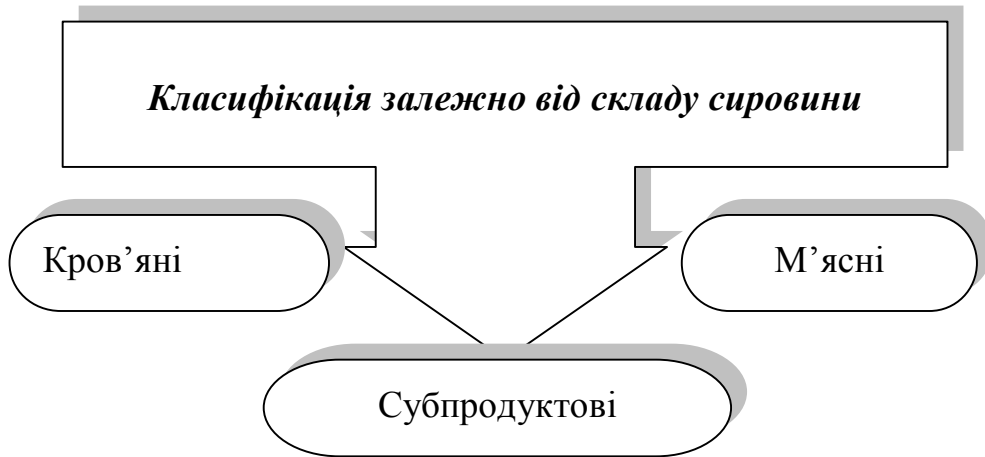 Класифікація залежно від складу сировини
Кров’яні
М’ясні
Субпродуктові